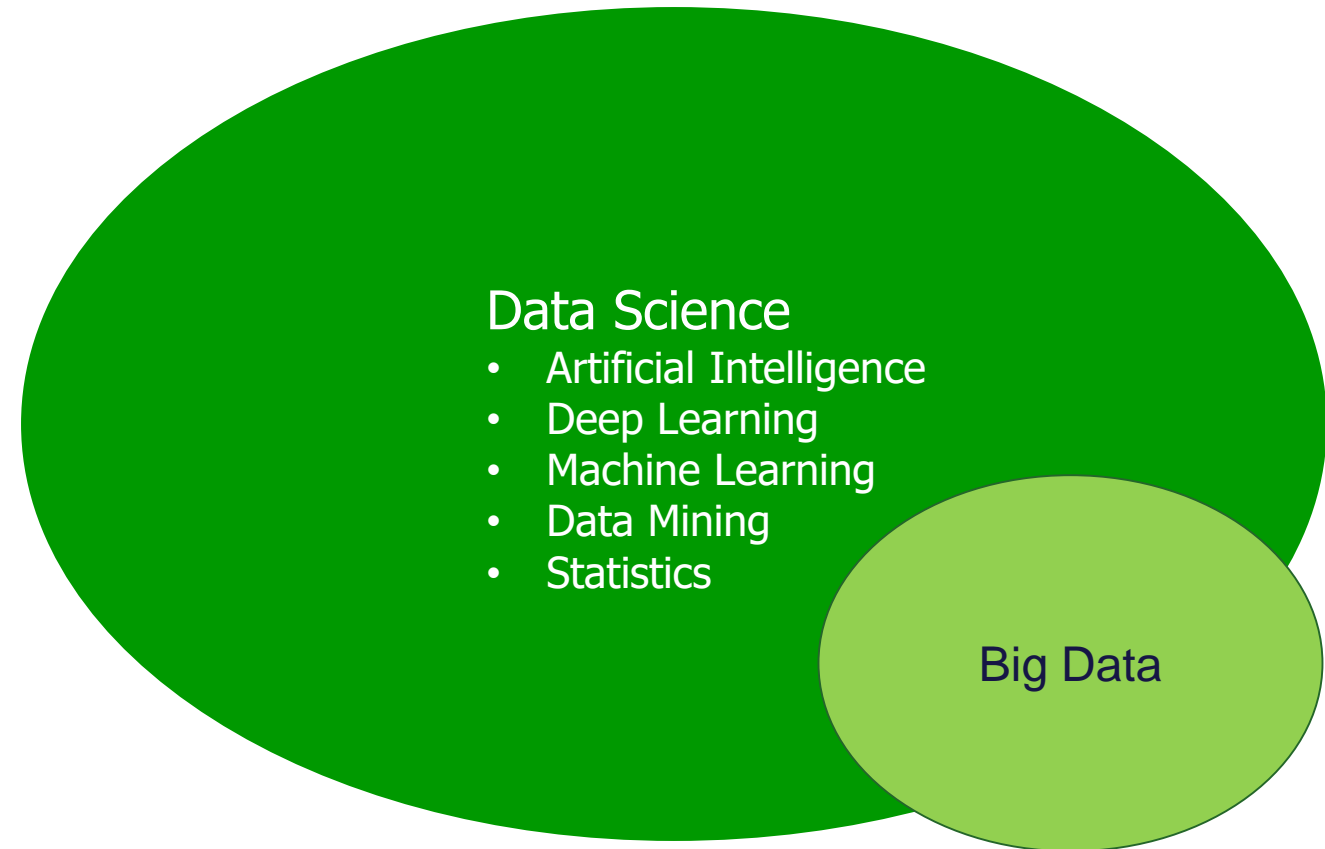 Data Science
• Artificial Intelligence
• Deep Learning
• Machine Learning
• Data Mining
• Statistics
Big Data